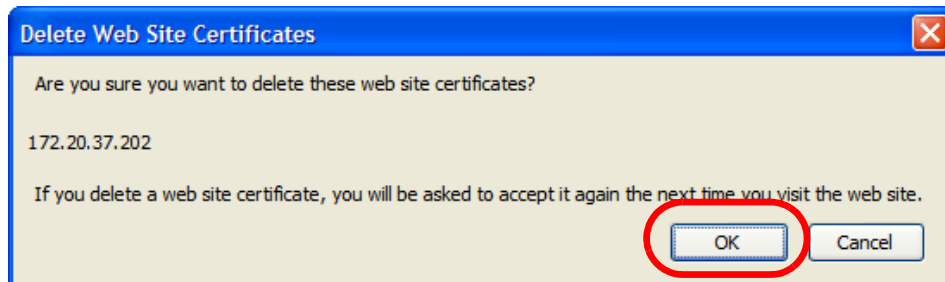 Delete Web Site Certificates
Are you sure you want to delete these web site certificates?
172.20.37.202
If you delete a web site certificate, you will be asked to accept it again the next time you visit the web site.
OK Cancel